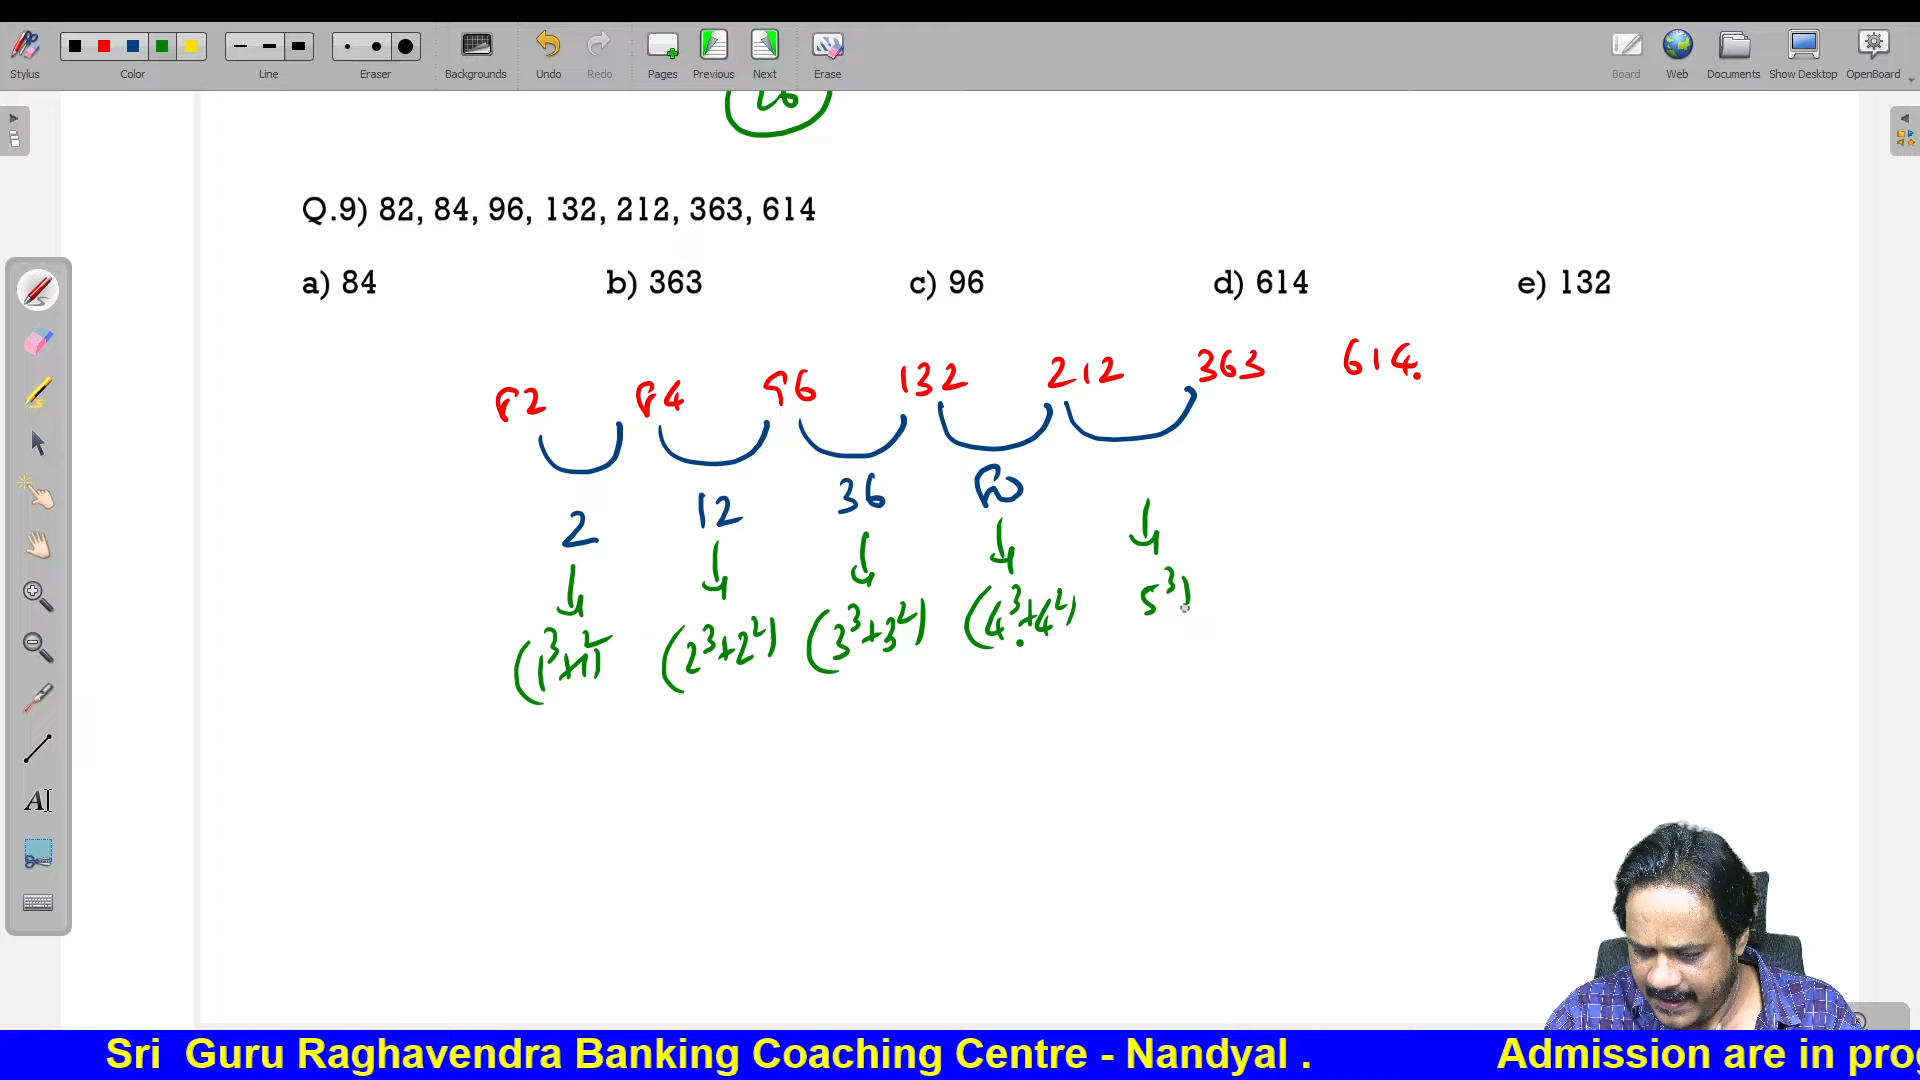 Stylus Color Line Eraser Backgrounds Undo Redo Pages Previous Next Erase Board Web Documents Show Desktop OpenBoard
Q.9) 82, 84, 96, 132, 212, 363, 614
a) 84 b) 363 c) 96 d) 614 e) 132
82 84 96 132 212 363 614.
2 12 36 80
(1³+1²) (2³+2²) (3³+3²) (4³+4²) 5³
Sri Guru Raghavendra Banking Coaching Centre - Nandyal . Admission are in prog